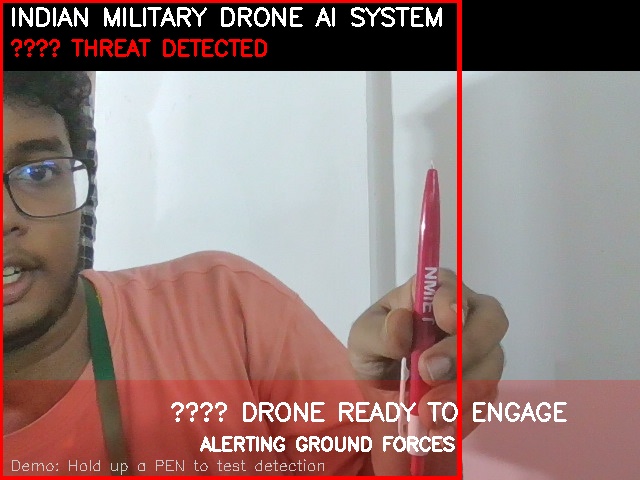 INDIAN MILITARY DRONE AI SYSTEM
???? THREAT DETECTED
NMIET
???? DRONE READY TO ENGAGE
ALERTING GROUND FORCES
Demo: Hold up a PEN to test detection